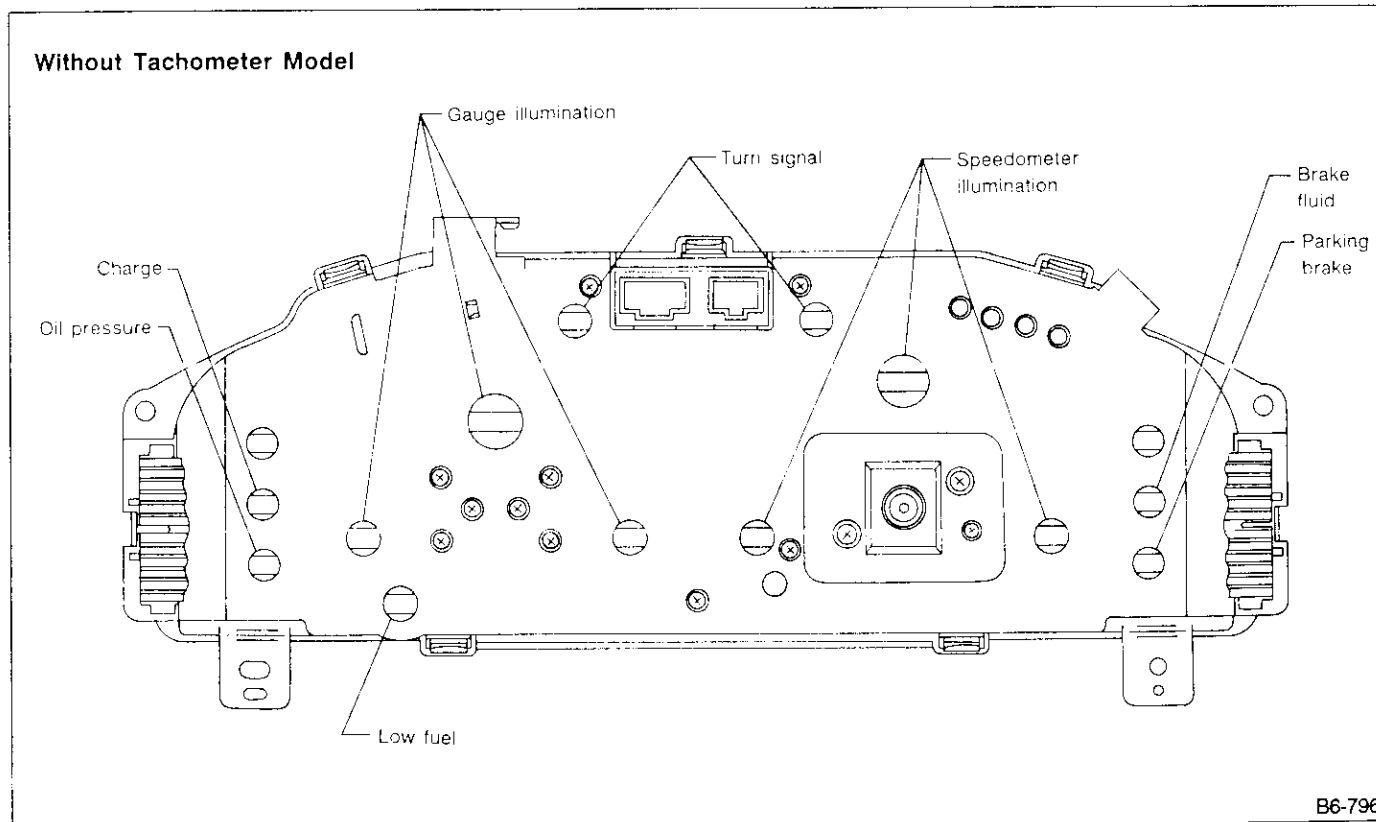 Without Tachometer Model
Gauge illumination
Turn signal
Speedometer
illumination
Brake
fluid
Parking
brake
Charge
Oil pressure
Low fuel
B6-796